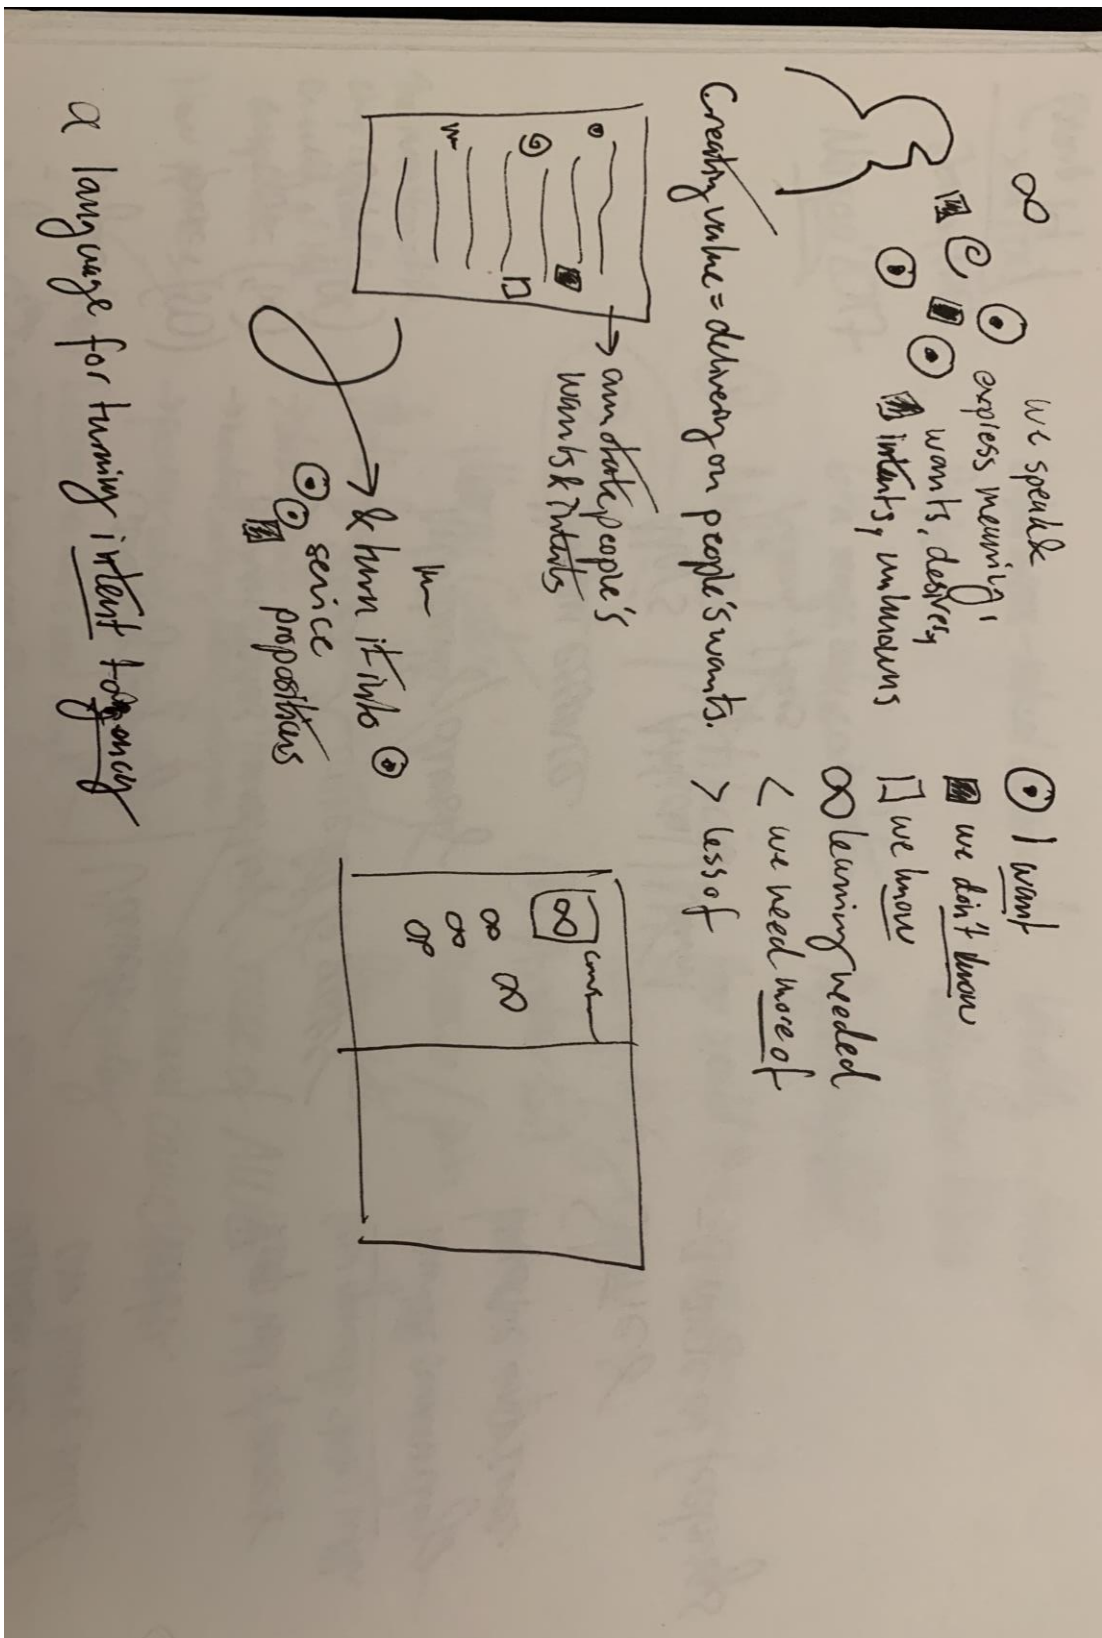 ∞ we speak &
express meaning,
wants, desires,
intents, unknowns
⊙ I want
▣ we don't know
□ we know
∞ learning needed
< we need more of
> less of
Creating value = delivering on people's wants.
→ annotate people's
wants & intents
→ & turn it into
service
propositions
∞
∞
∞
∞
∞
a language for turning intent to agency